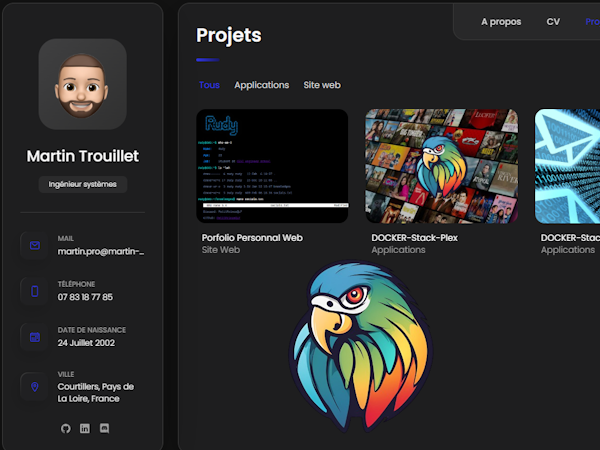 A propos
CV
Pro
Projets
Tous
Applications
Site web
Martin Trouillet
Ingénieur systèmes
MAIL
martin.pro@martin-...
TÉLÉPHONE
07 83 18 77 85
DATE DE NAISSANCE
24 Juillet 2002
VILLE
Courtillers, Pays de
La Loire, France
Rudy
Porfolio Personnal Web
Site Web
DOCKER-Stack-Plex
Applications
DOCKER-Stac
Applications